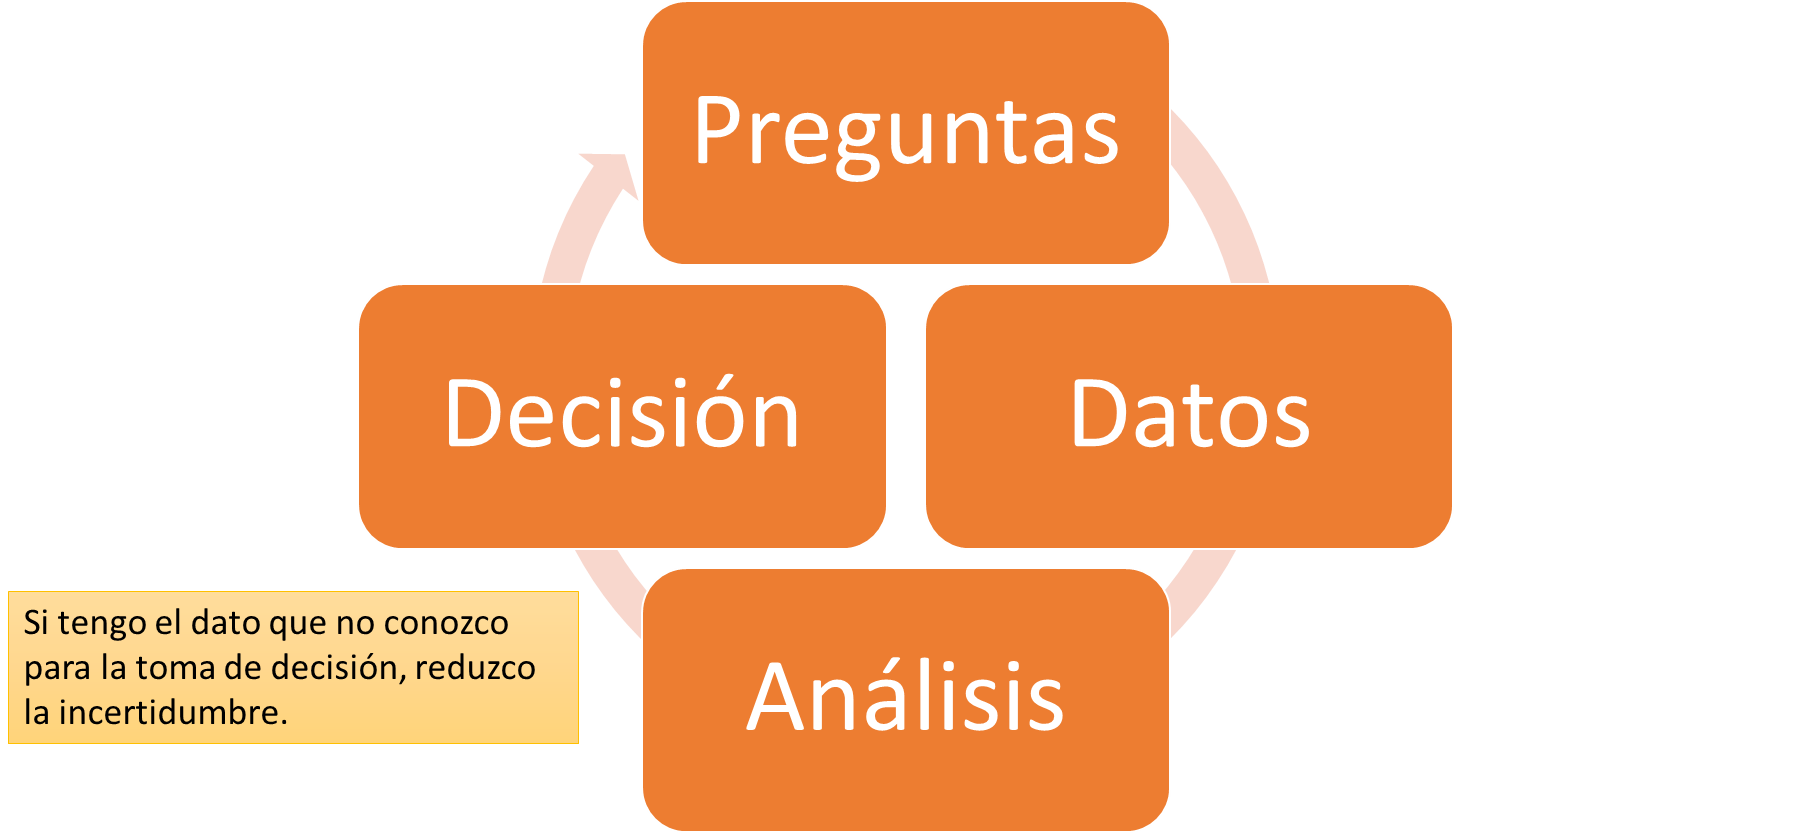 Preguntas
Decisión
Datos
Si tengo el dato que no conozco
para la toma de decisión, reduzco
la incertidumbre.
Análisis